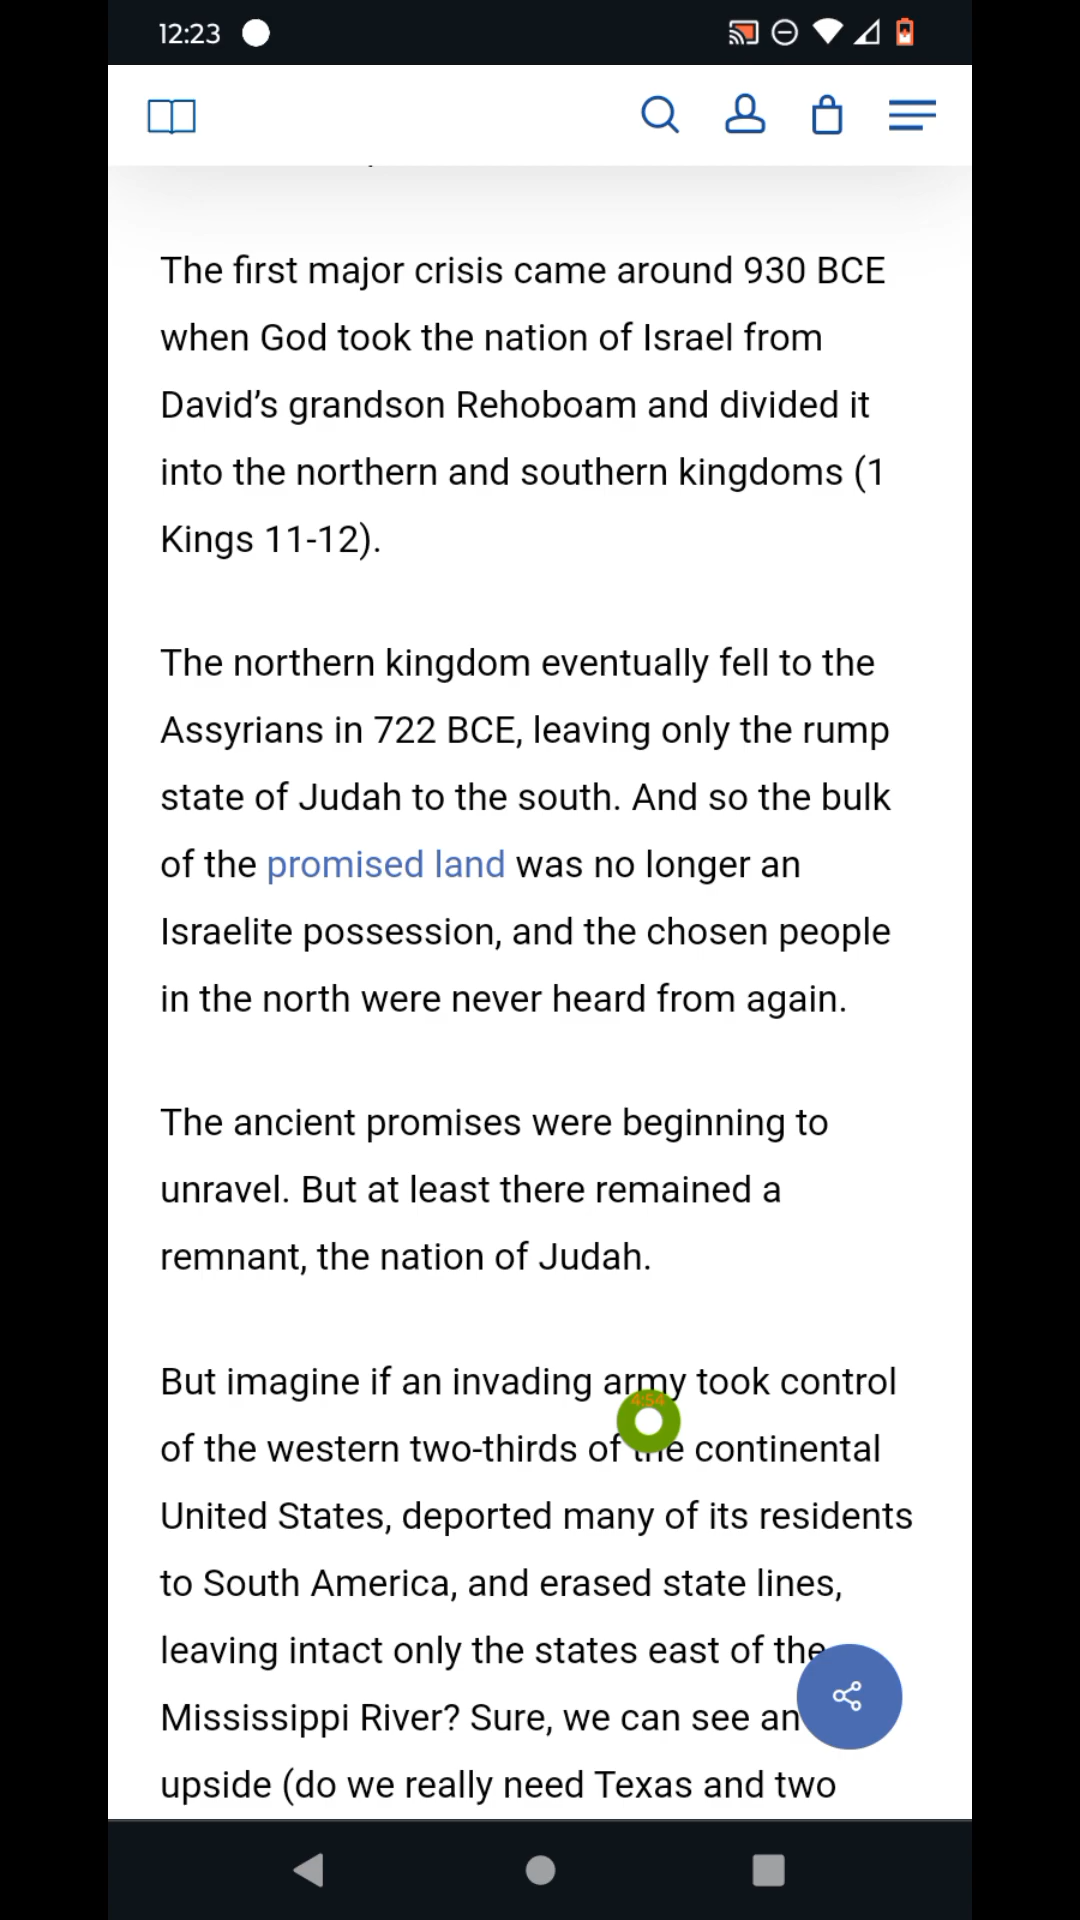 12:23
The first major crisis came around 930 BCE
when God took the nation of Israel from
David’s grandson Rehoboam and divided it
into the northern and southern kingdoms (1
Kings 11-12).
The northern kingdom eventually fell to the
Assyrians in 722 BCE, leaving only the rump
state of Judah to the south. And so the bulk
of the promised land was no longer an
Israelite possession, and the chosen people
in the north were never heard from again.
The ancient promises were beginning to
unravel. But at least there remained a
remnant, the nation of Judah.
But imagine if an invading army took control
4:54
of the western two-thirds of the continental
United States, deported many of its residents
to South America, and erased state lines,
leaving intact only the states east of the
Mississippi River? Sure, we can see an
upside (do we really need Texas and two